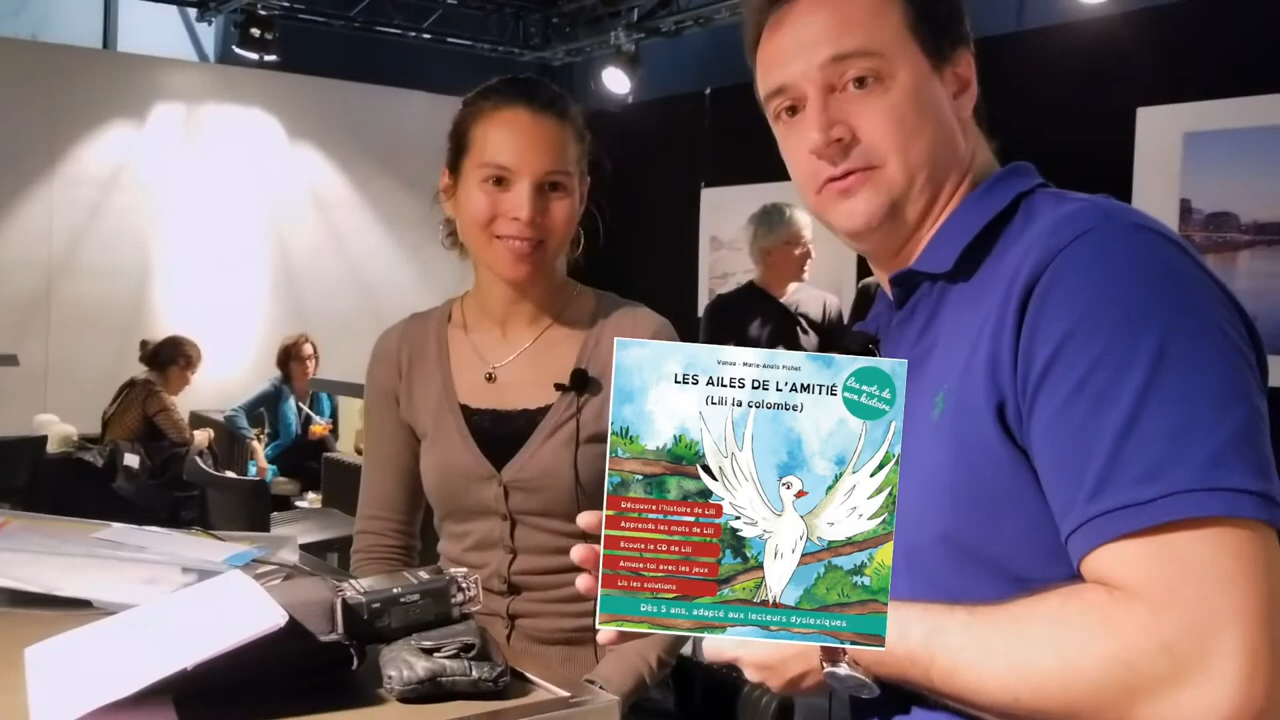 Vanaa - Marie-Anaïs Pichet
LES AILES DE L'AMITIÉ
(Lili la colombe)
Les mots de
mon histoire
Découvre l'histoire de Lili
Apprends les mots de Lili
Ecoute le CD de Lili
Amuse-toi avec les jeux
Lis les solutions
Dès 5 ans, adapté aux lecteurs dyslexiques